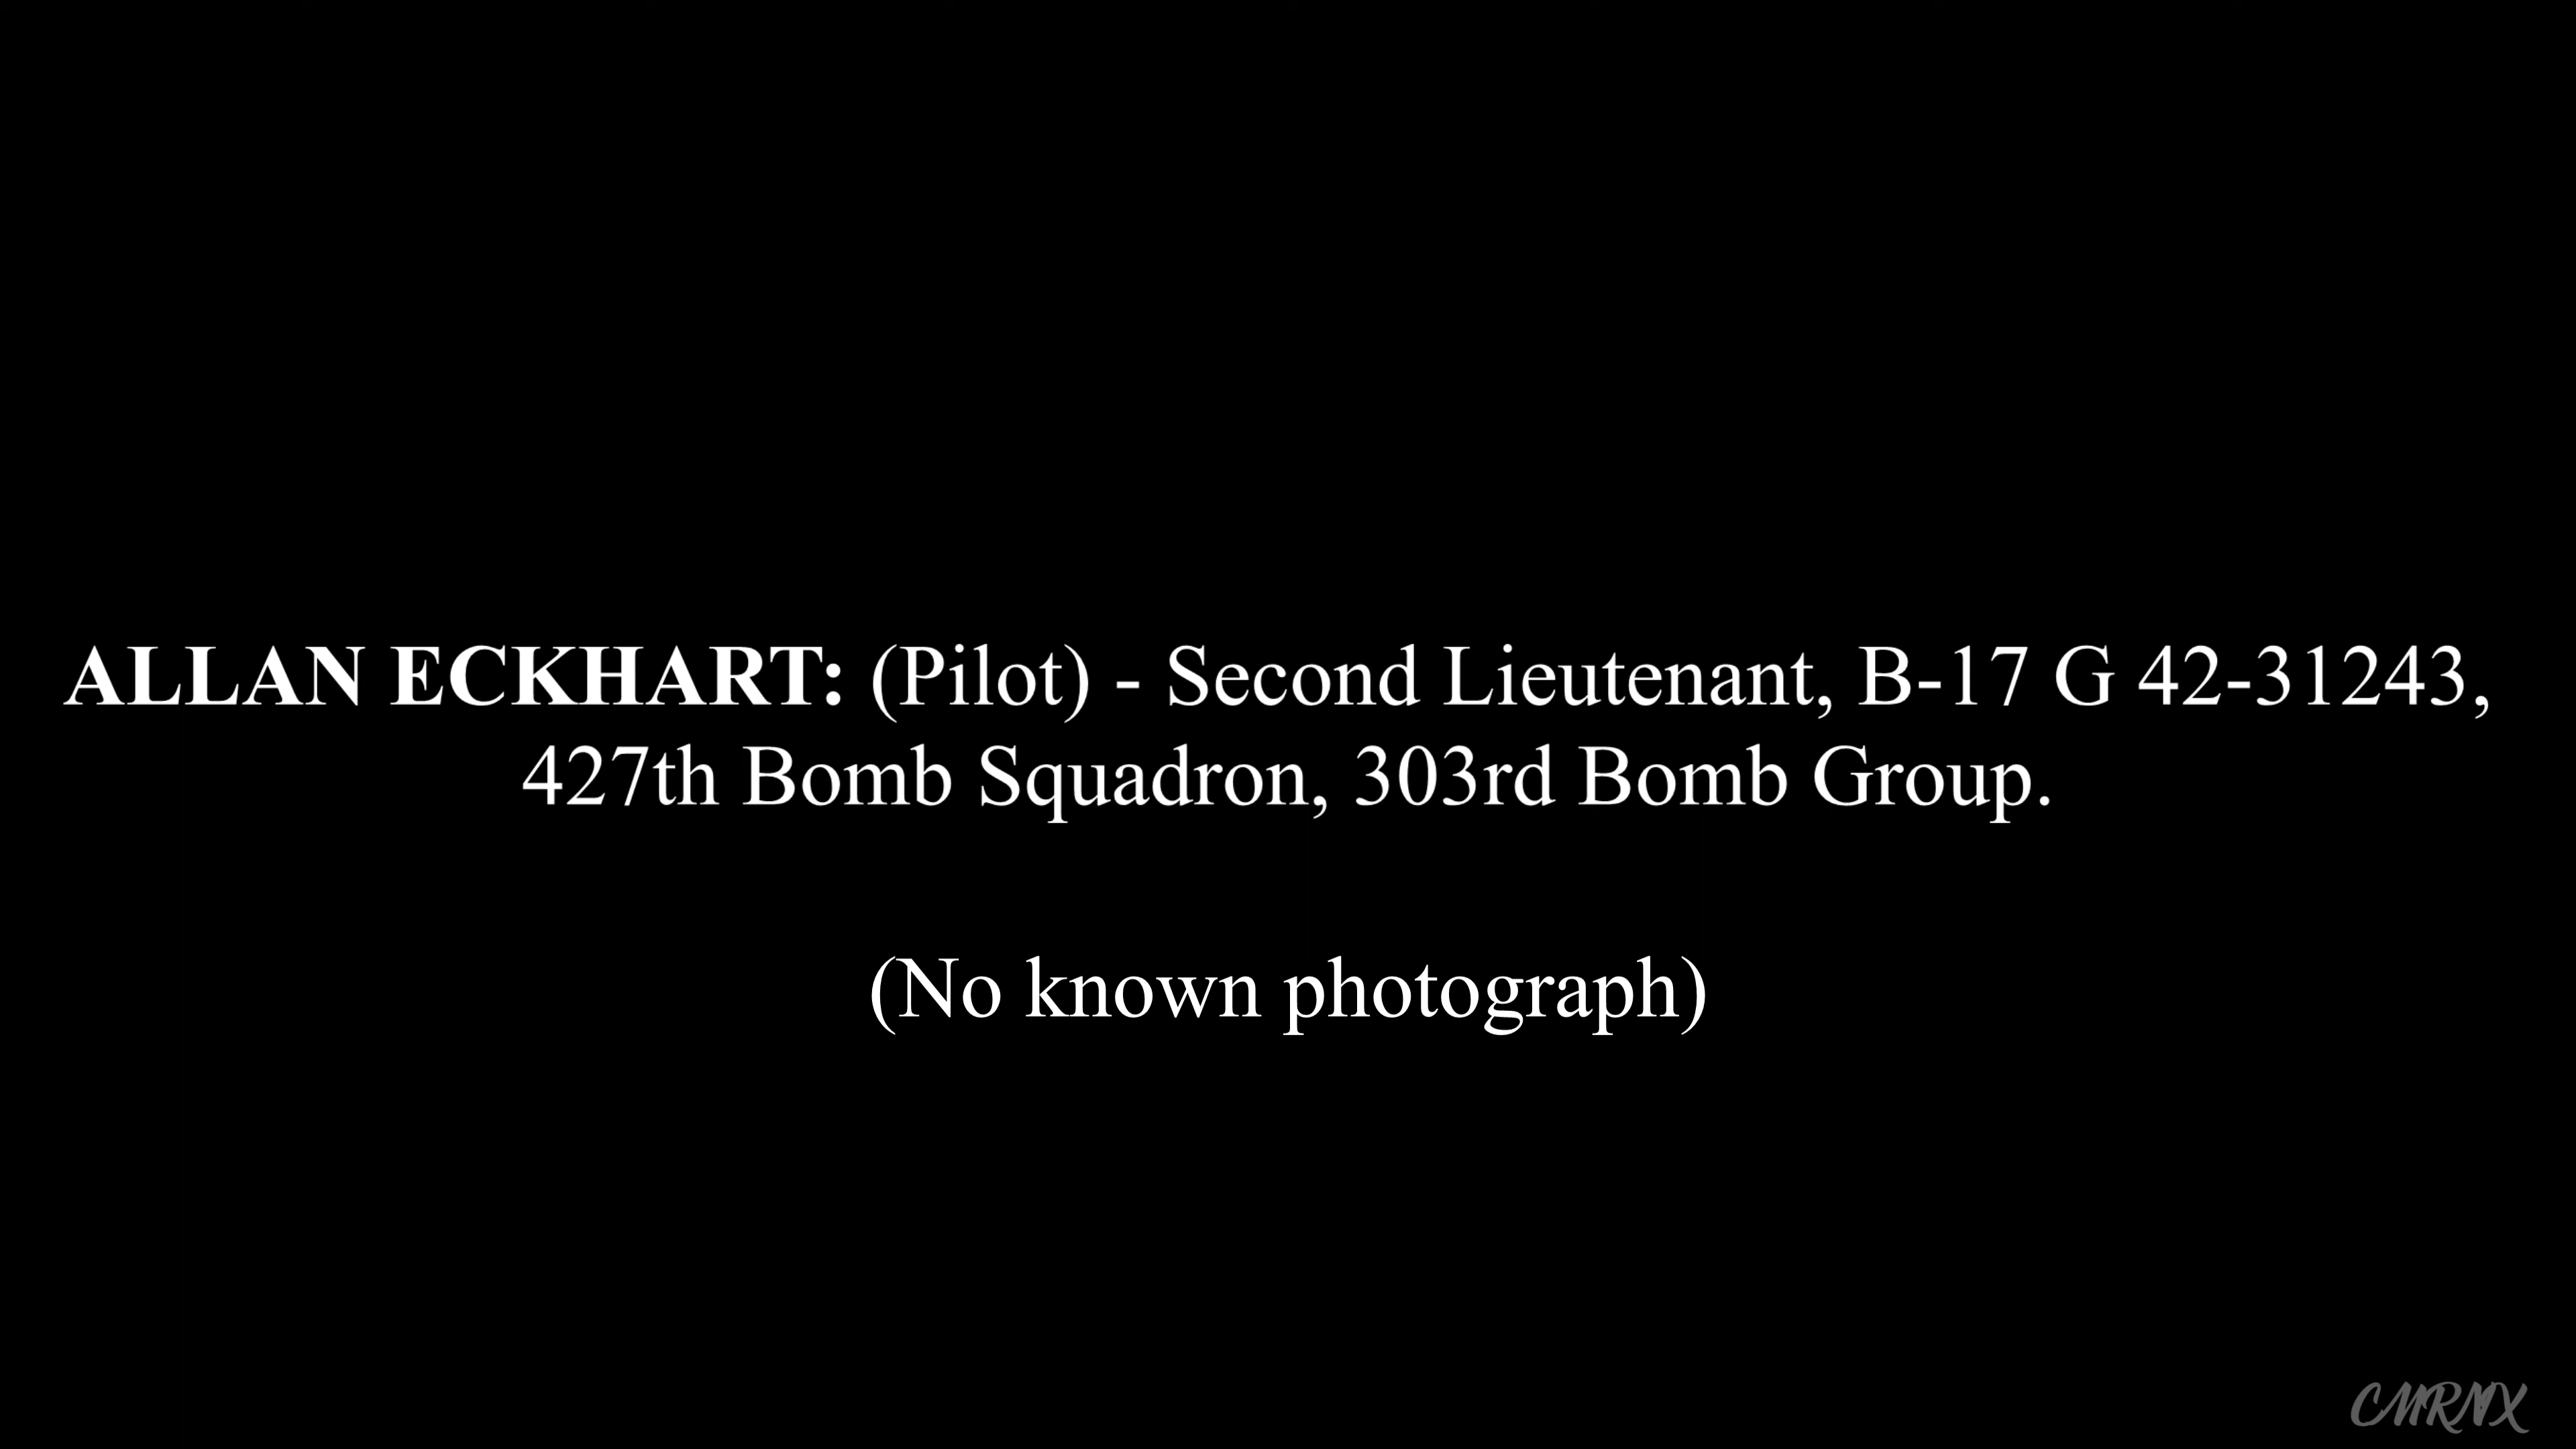 ALLAN ECKHART: (Pilot) - Second Lieutenant, B-17 G 42-31243,
427th Bomb Squadron, 303rd Bomb Group.
(No known photograph)
CMRNX